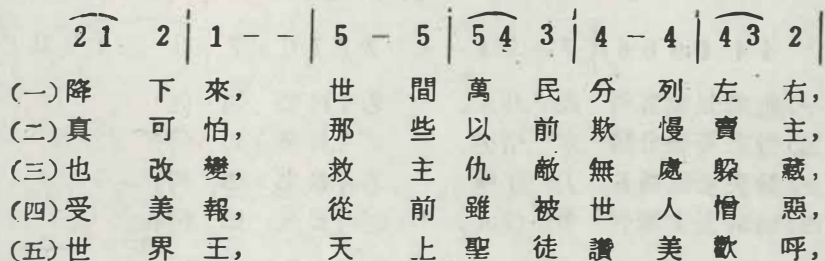 2 1 2 | 1 - - | 5 - 5 | 5 4 3 | 4 - 4 | 4 3 2 |
(一)降下來，世間萬民分列左右，
(二)真可怕，那些以前欺慢賣主，
(三)也改變，救主仇敵無處躲藏，
(四)受美報，從前雖被世人憎惡，
(五)世界王，天上聖徒讚美歡呼，